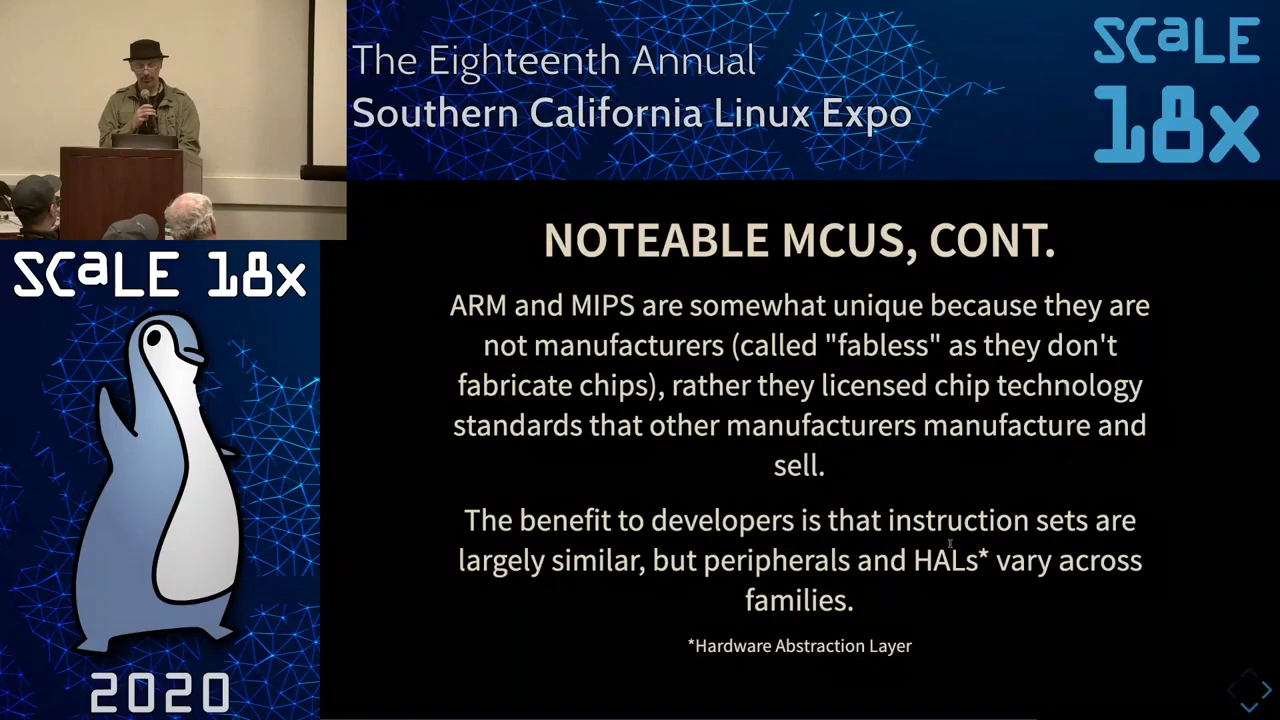 The Eighteenth Annual
Southern California Linux Expo
SCaLE
18x
SCaLE 18x
2020
NOTEABLE MCUS, CONT.
ARM and MIPS are somewhat unique because they are
not manufacturers (called "fabless" as they don't
fabricate chips), rather they licensed chip technology
standards that other manufacturers manufacture and
sell.
The benefit to developers is that instruction sets are
largely similar, but peripherals and HALs* vary across
families.
*Hardware Abstraction Layer